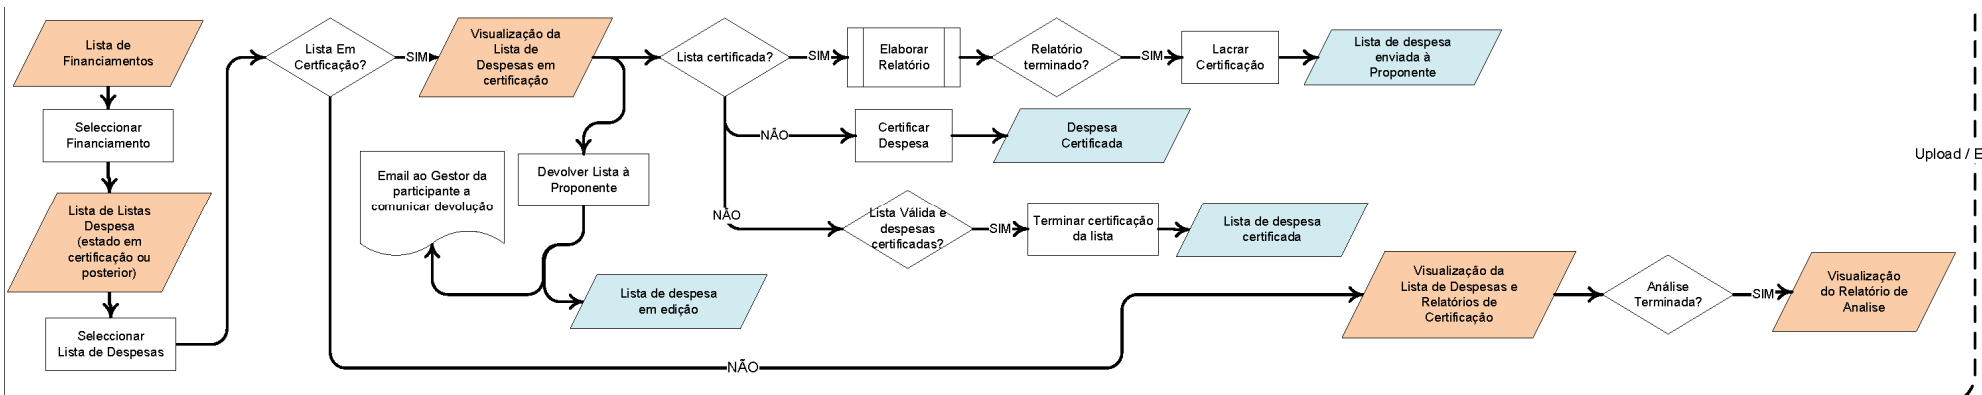 Lista de
Financiamentos
Seleccionar
Financiamento
Lista de Listas
Despesa
(estado em
certificação ou
posterior)
Seleccionar
Lista de Despesas
Lista Em
Certficação?
SIM
Visualização da
Lista de
Despesas em
certificação
Lista certificada?
SIM
Elaborar
Relatório
Relatório
terminado?
SIM
Lacrar
Certificação
Lista de despesa
enviada à
Proponente
NÃO
Certificar
Despesa
Despesa
Certificada
Email ao Gestor da
participante a
comunicar devolução
Devolver Lista à
Proponente
Lista de despesa
em edição
NÃO
Lista Válida e
despesas
certificadas?
SIM
Terminar certificação
da lista
Lista de despesa
certificada
NÃO
Visualização da
Lista de Despesas e
Relatórios de
Certificação
Análise
Terminada?
SIM
Visualização
do Relatório de
Analise
Upload / E